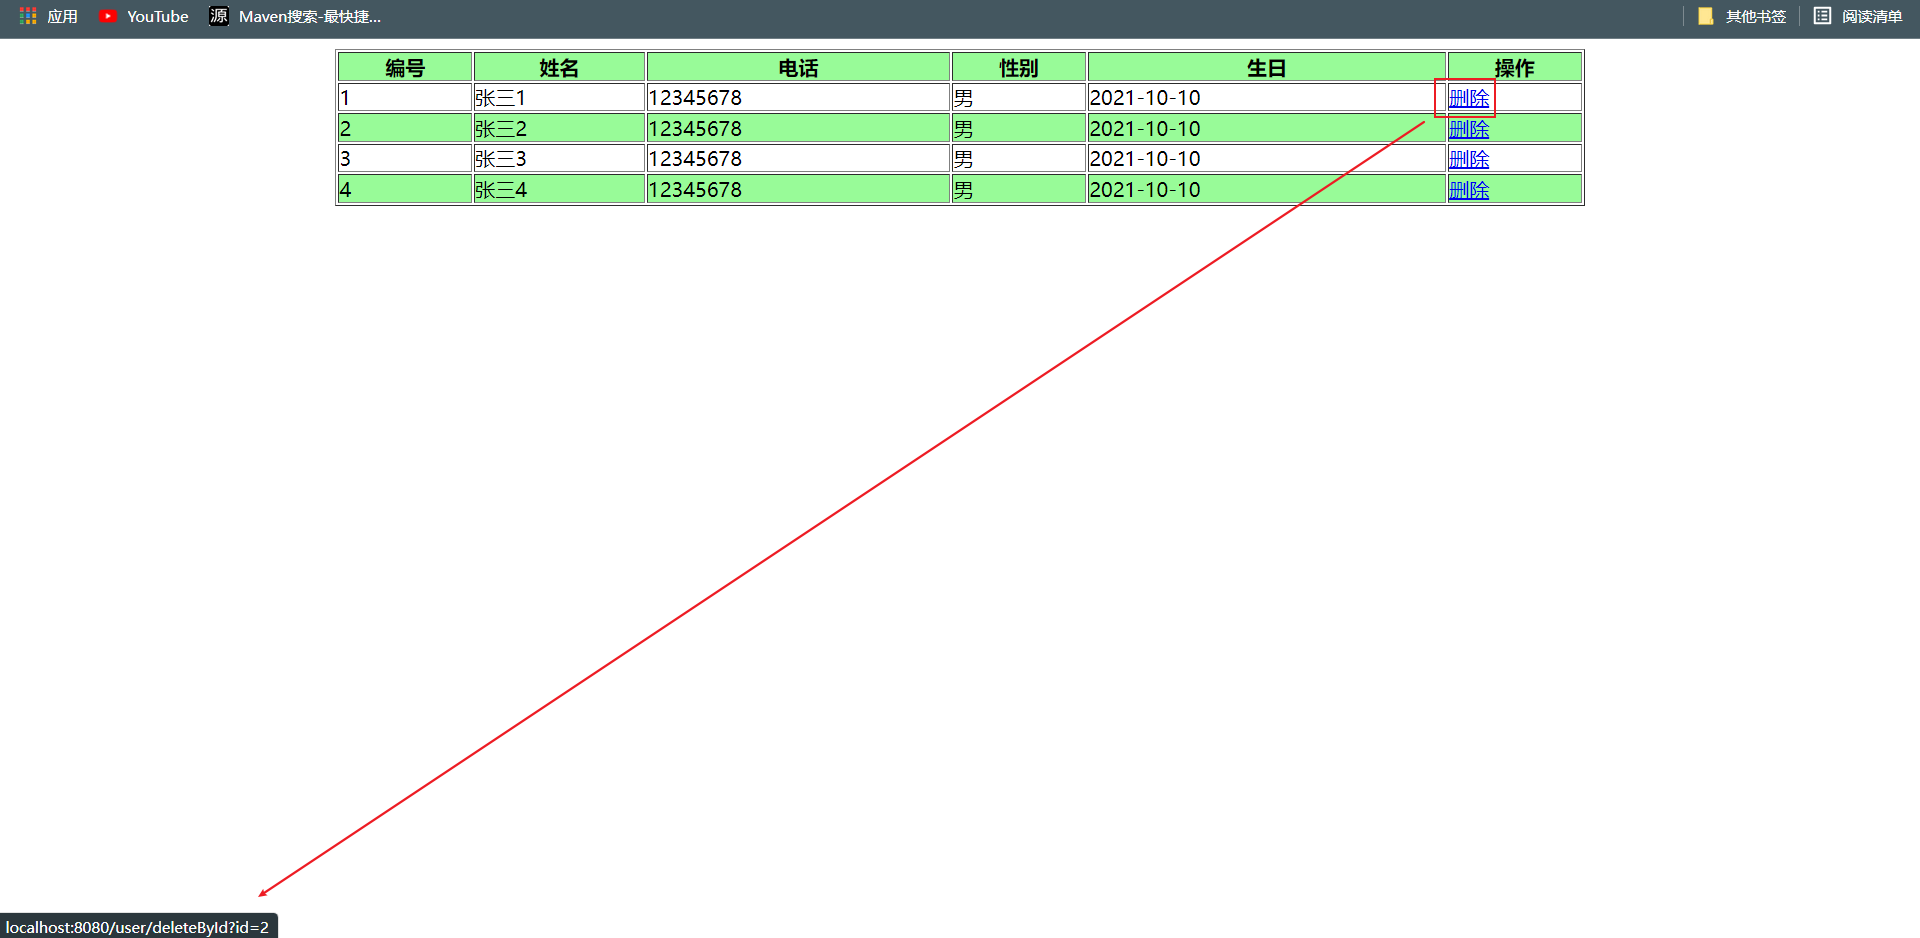 应用 YouTube 源 Maven搜索-最快捷... 其他书签 阅读清单
编号 姓名 电话 性别 生日 操作
1 张三1 12345678 男 2021-10-10 删除
2 张三2 12345678 男 2021-10-10 删除
3 张三3 12345678 男 2021-10-10 删除
4 张三4 12345678 男 2021-10-10 删除
localhost:8080/user/deleteById?id=2